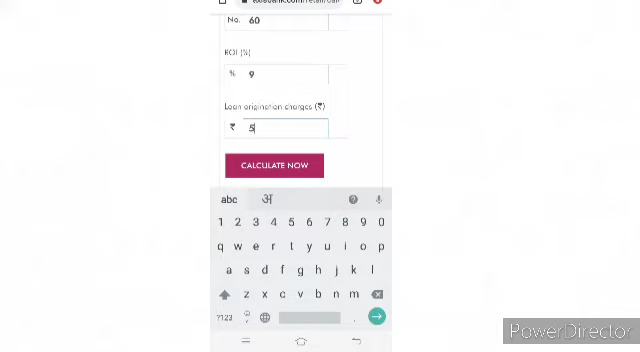 No. 60
ROI (%)
% 9
Loan origination charges (₹)
₹ 5
CALCULATE NOW
abc अ
1 2 3 4 5 6 7 8 9 0
q w e r t y u i o p
a s d f g h j k l
z x c v b n m
?123 , .
PowerDirector